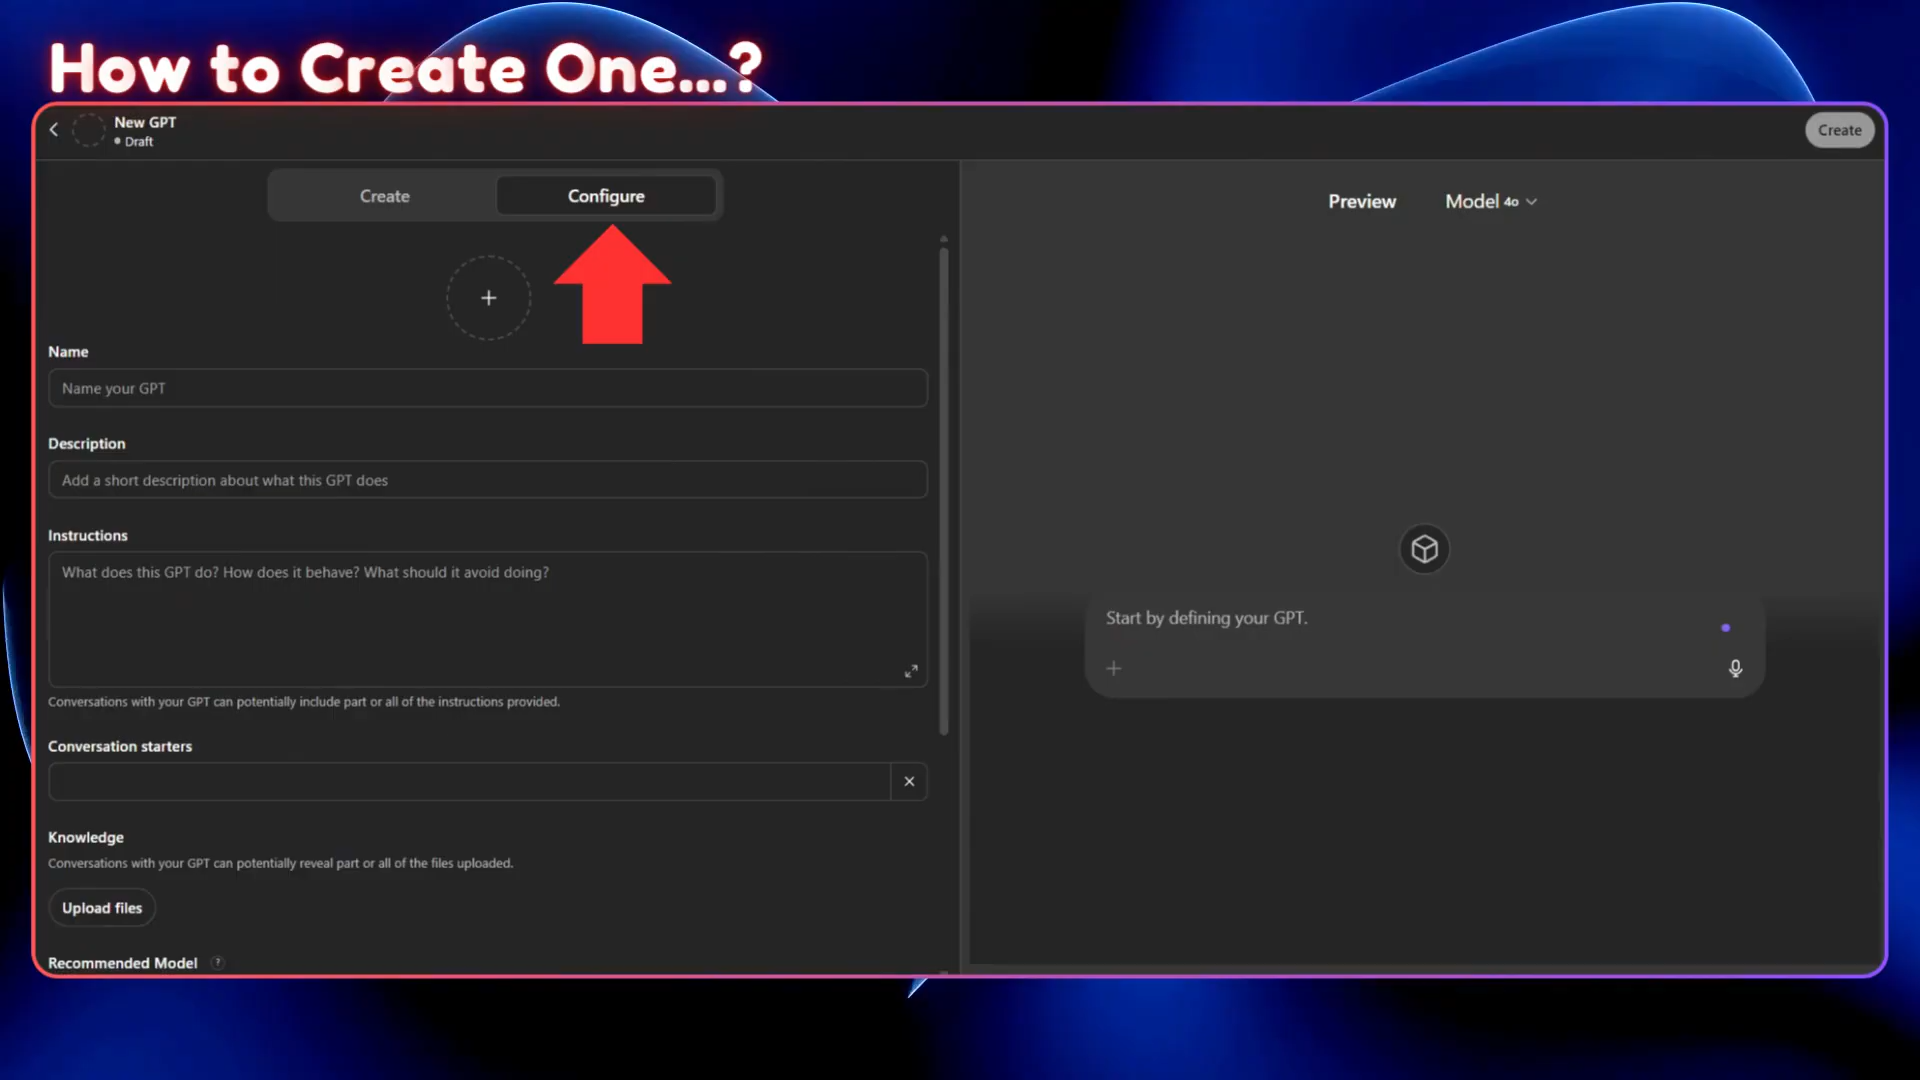 How to Create One...?
New GPT
Draft
Create
Create
Configure
Preview
Model 4o
Name
Name your GPT
Description
Add a short description about what this GPT does
Instructions
What does this GPT do? How does it behave? What should it avoid doing?
Conversations with your GPT can potentially include part or all of the instructions provided.
Conversation starters
Knowledge
Conversations with your GPT can potentially reveal part or all of the files uploaded.
Upload files
Recommended Model ?
Start by defining your GPT.